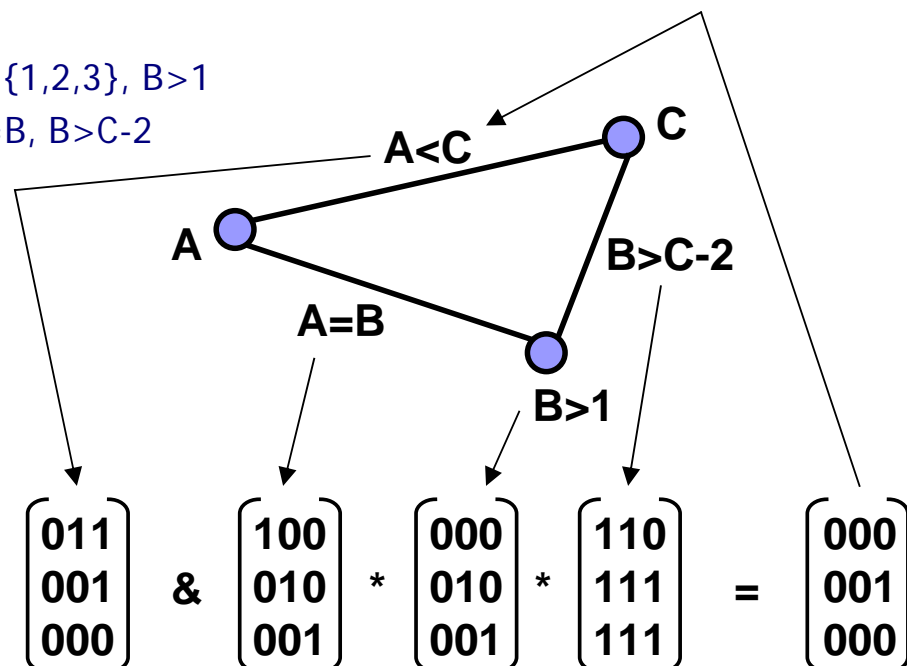 {1,2,3}, B>1
B, B>C-2
A<C
C
A
B>C-2
A=B
B>1
011 100 000 110 000
001 & 010 * 010 * 111 = 001
000 001 001 111 000